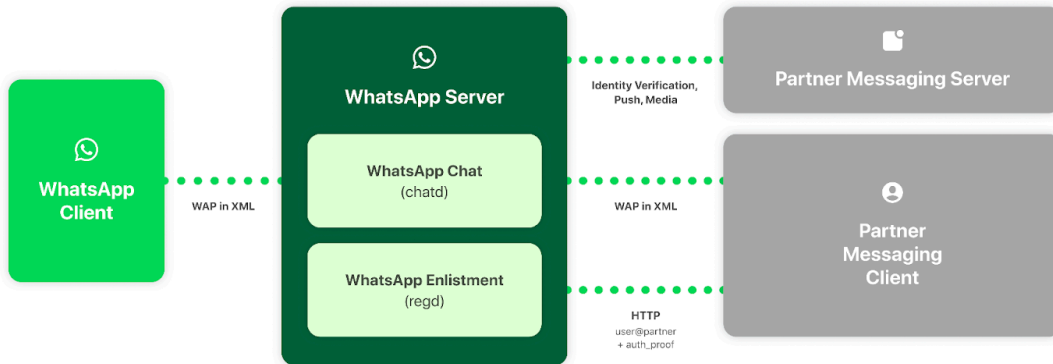 WhatsApp
Client
WAP in XML
WhatsApp Server
WhatsApp Chat
(chatd)
WhatsApp Enlistment
(regd)
Identity Verification,
Push, Media
WAP in XML
HTTP
user@partner
+ auth_proof
Partner Messaging Server
Partner
Messaging
Client